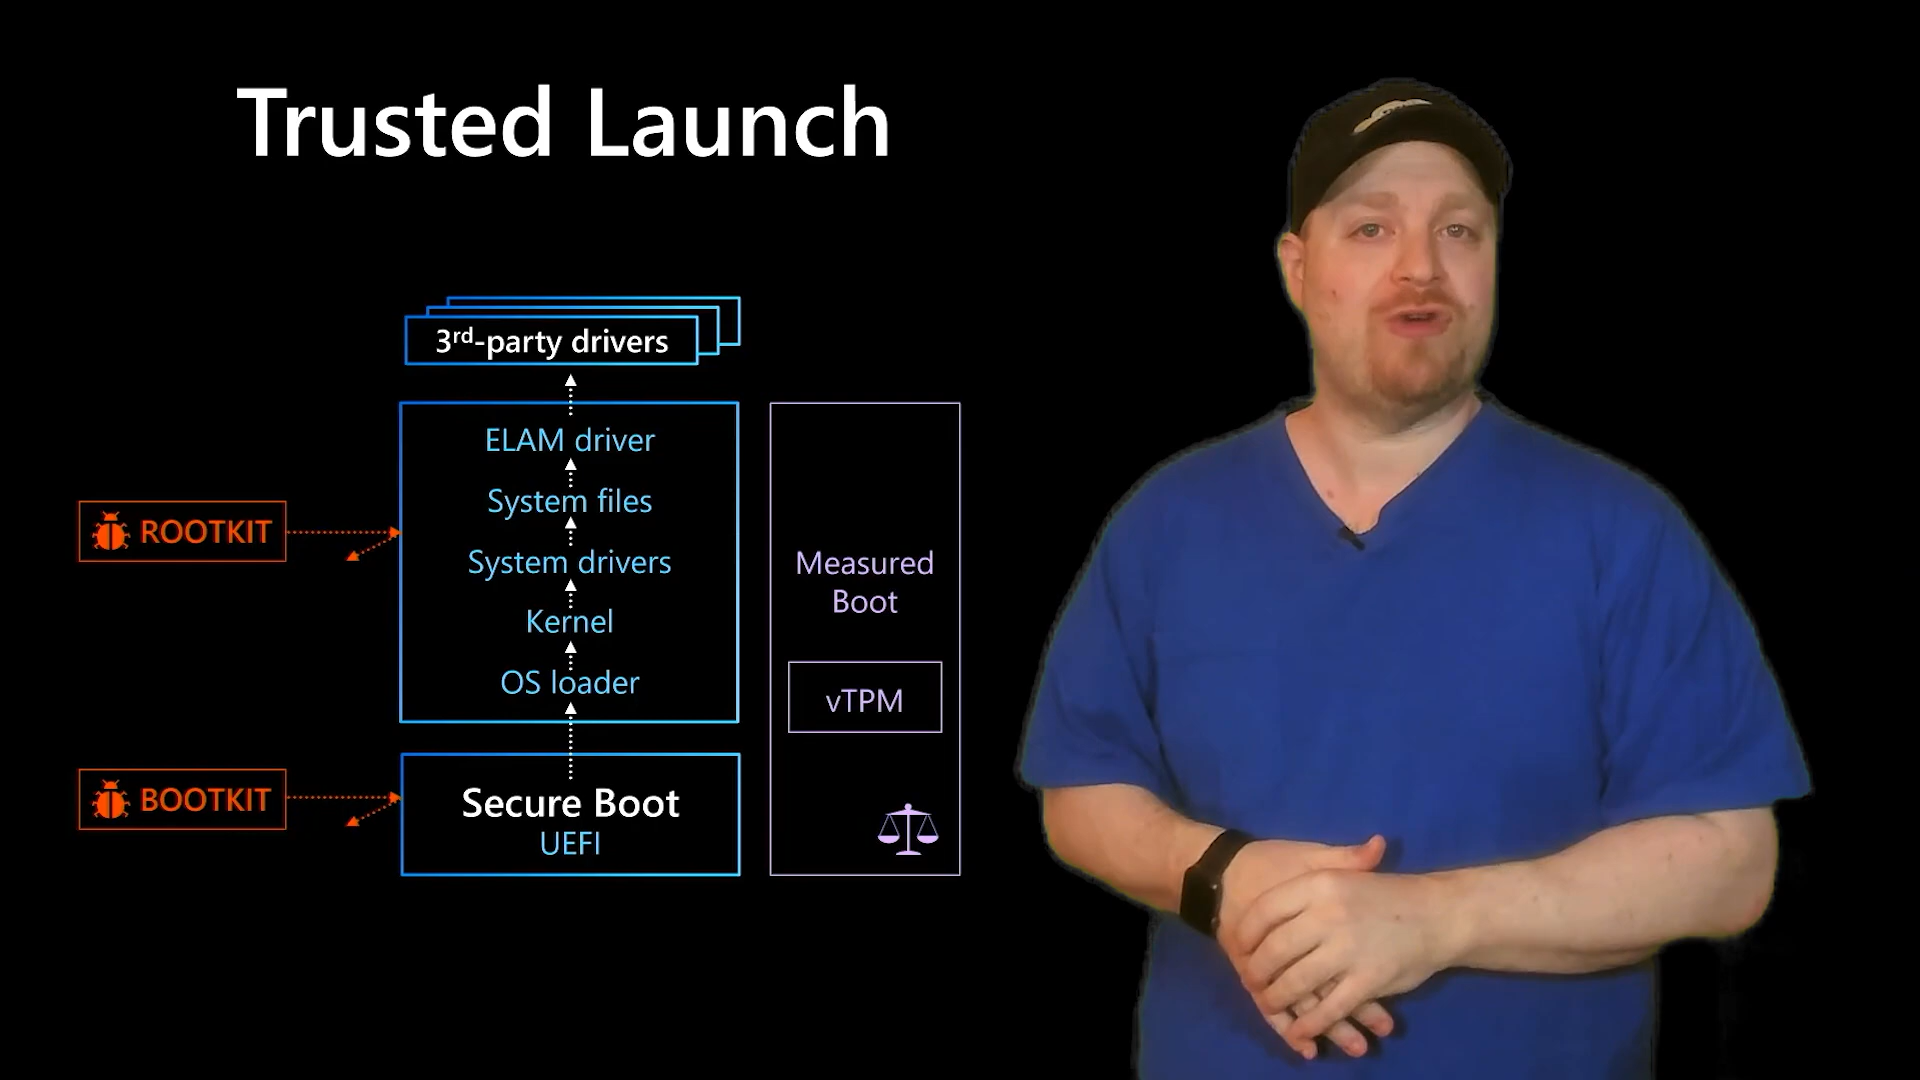 Trusted Launch
3rd-party drivers
ELAM driver
System files
System drivers
Kernel
OS loader
Secure Boot
UEFI
ROOTKIT
BOOTKIT
Measured
Boot
vTPM